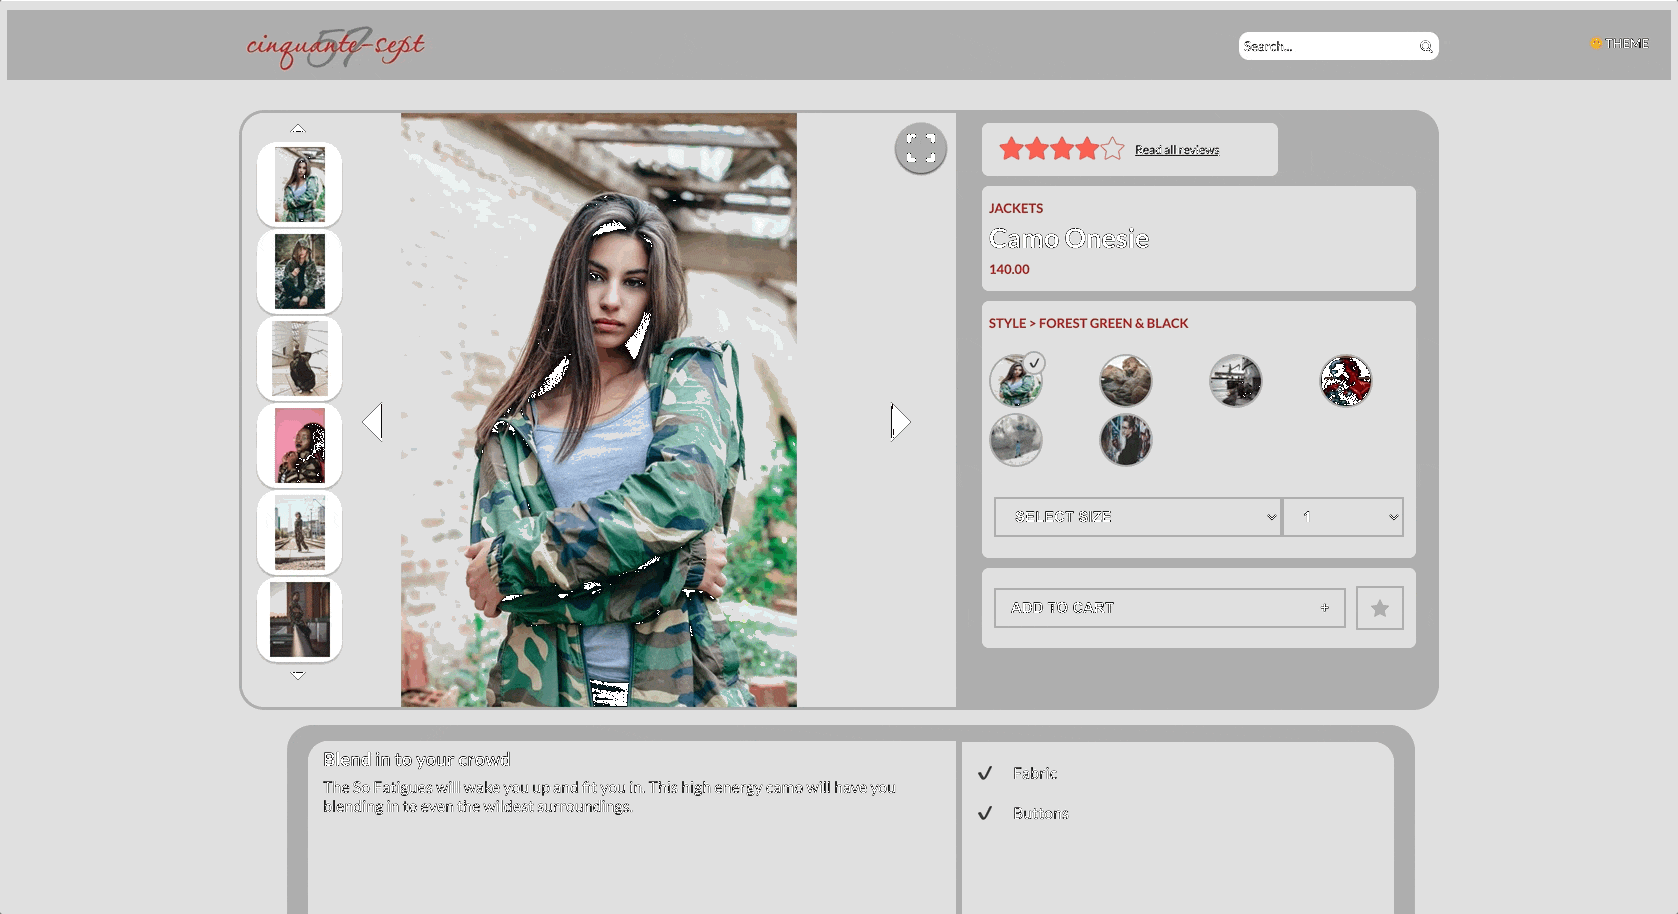 cinquante-sept
57
Search...
THEME
Read all reviews
JACKETS
Camo Onesie
140.00
STYLE > FOREST GREEN & BLACK
SELECT SIZE
1
ADD TO CART
+
Blend in to your crowd
The So Fatigues will wake you up and fit you in. This high energy camo will have you
blending in to even the wildest surroundings.
Fabric
Buttons